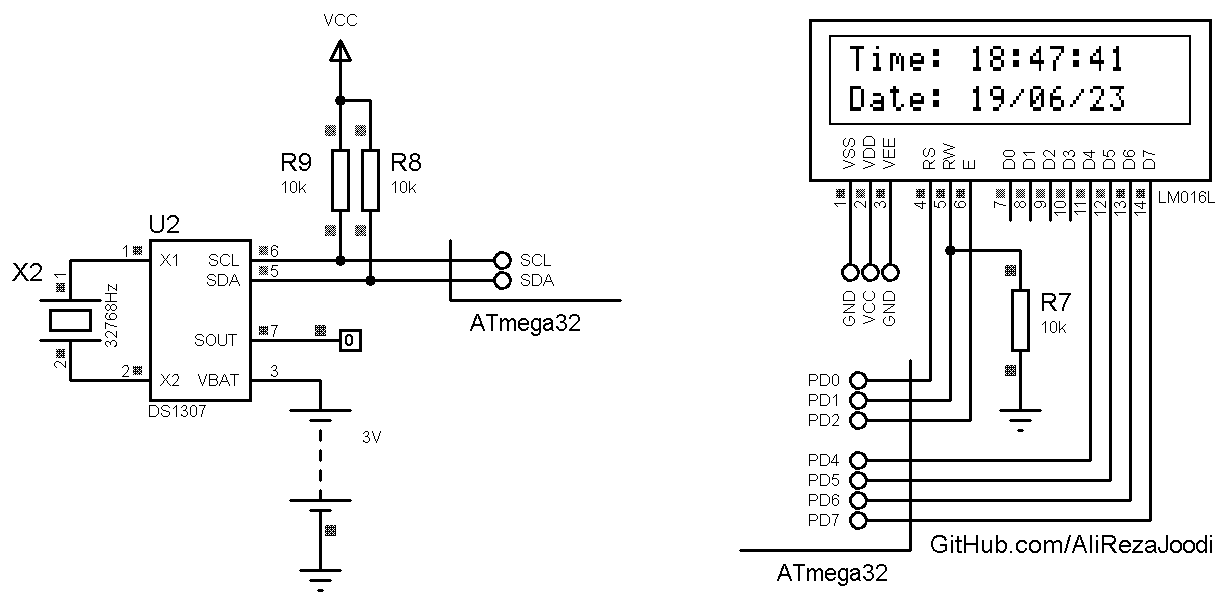 VCC
R9
10k
R8
10k
U2
X2
1
2
32768Hz
1
2
X1
X2
SCL
SDA
SOUT
VBAT
6
5
7
3
DS1307
0
3V
SCL
SDA
ATmega32
Time: 18:47:41
Date: 19/06/23
VSS
VDD
VEE
RS
RW
E
D0
D1
D2
D3
D4
D5
D6
D7
1
2
3
4
5
6
7
8
9
10
11
12
13
14
LM016L
GND
VCC
GND
R7
10k
PD0
PD1
PD2
PD4
PD5
PD6
PD7
GitHub.com/AliRezaJoodi
ATmega32